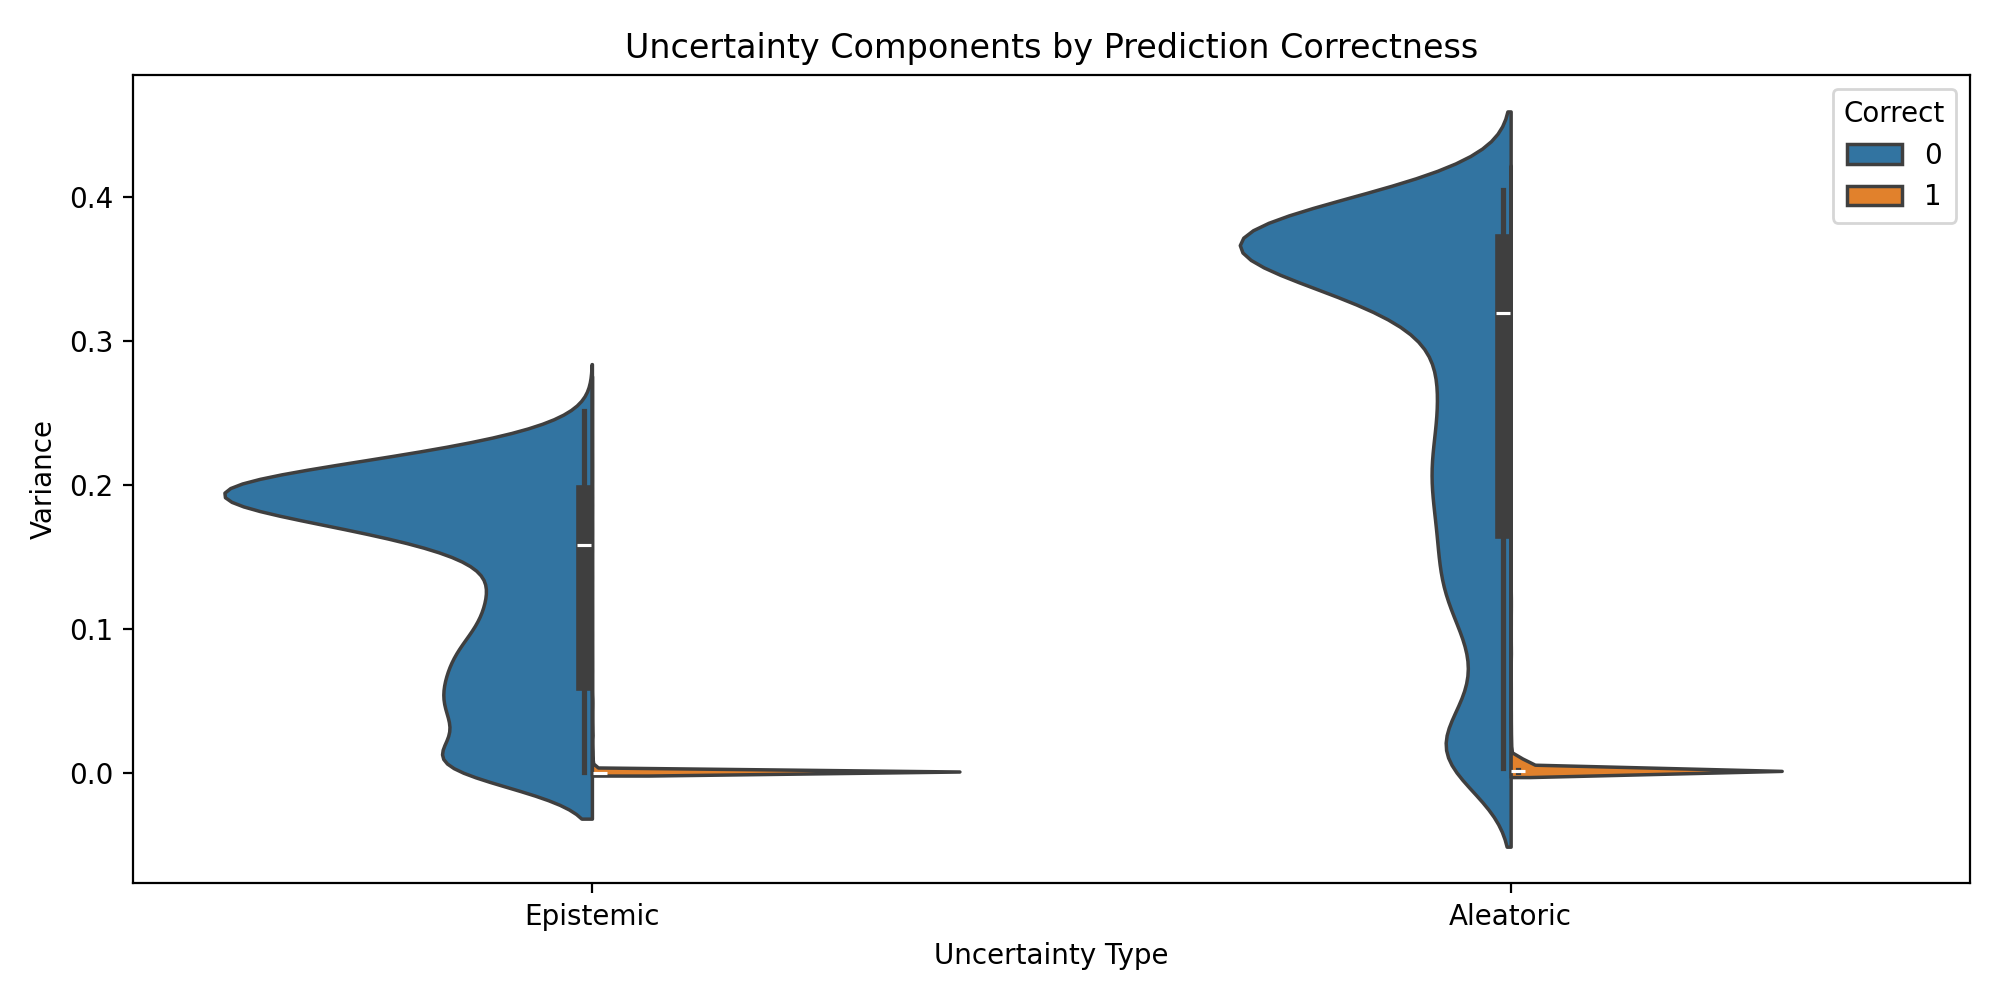 Uncertainty Components by Prediction Correctness
Correct
0
1
Variance
0.4
0.3
0.2
0.1
0.0
Epistemic
Aleatoric
Uncertainty Type